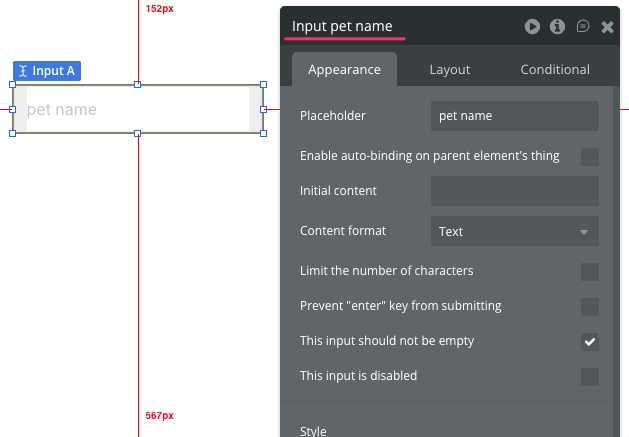 152px
Input A
pet name
567px
Input pet name
Appearance
Layout
Conditional
Placeholder
pet name
Enable auto-binding on parent element's thing
Initial content
Content format
Text
Limit the number of characters
Prevent "enter" key from submitting
This input should not be empty
This input is disabled
Style